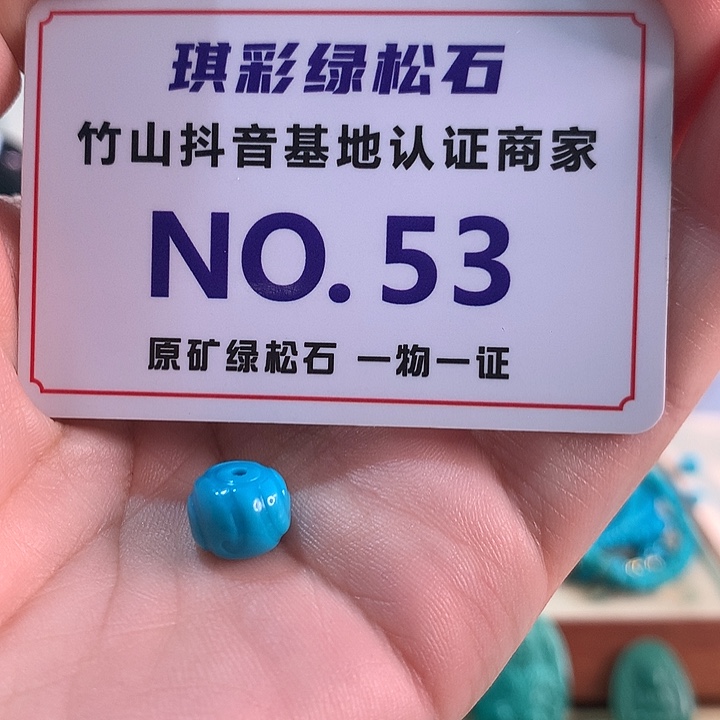 琪彩绿松石
竹山抖音基地认证商家
NO.53
原矿绿松石 一物一证